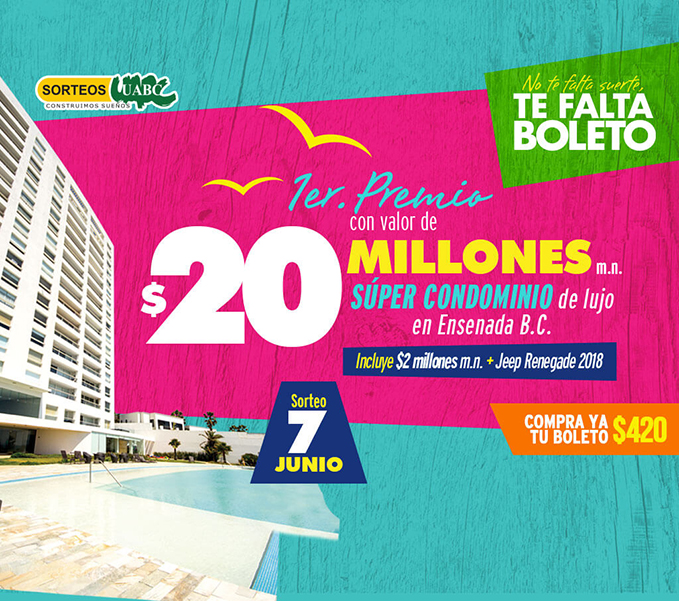 SORTEOS UABC
CONSTRUIMOS SUEÑOS
No te falta suerte,
TE FALTA
BOLETO
1er. Premio
con valor de
$20 MILLONES m.n.
SÚPER CONDOMINIO de lujo
en Ensenada B.C.
Incluye $2 millones m.n. + Jeep Renegade 2018
Sorteo
7
JUNIO
COMPRA YA
TU BOLETO $420